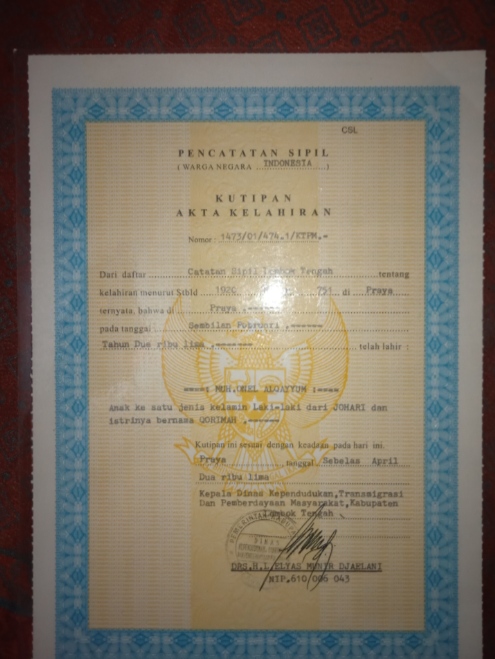 CSL
PENCATATAN SIPIL
( WARGA NEGARA INDONESIA )
KUTIPAN
AKTA KELAHIRAN
Nomor : 1473/01/474.1/KTPM.=
Dari daftar Catatan Sipil Lombok Tengah tentang
kelahiran menurut Stbld 1920 751 di Praya
ternyata, bahwa di Praya
pada tanggal : Sembilan Pebruari
Tahun Dua ribu lima telah lahir :
MUH.UWEL ALQAYYUM
Anak ke satu jenis kelamin Laki-laki dari JOHARI dan
istrinya bernama QORIMAH
Kutipan ini sesuai dengan keadaan pada hari ini.
Praya tanggal Sebelas April
Dua ribu lima
Kepala Dinas Kependudukan,Transmigrasi
Dan Pemberdayaan Masyarakat,Kabupaten
Lombok Tengah
DRS.H.L.ELYAS MUNIR DJAELANI
NIP.610 006 043